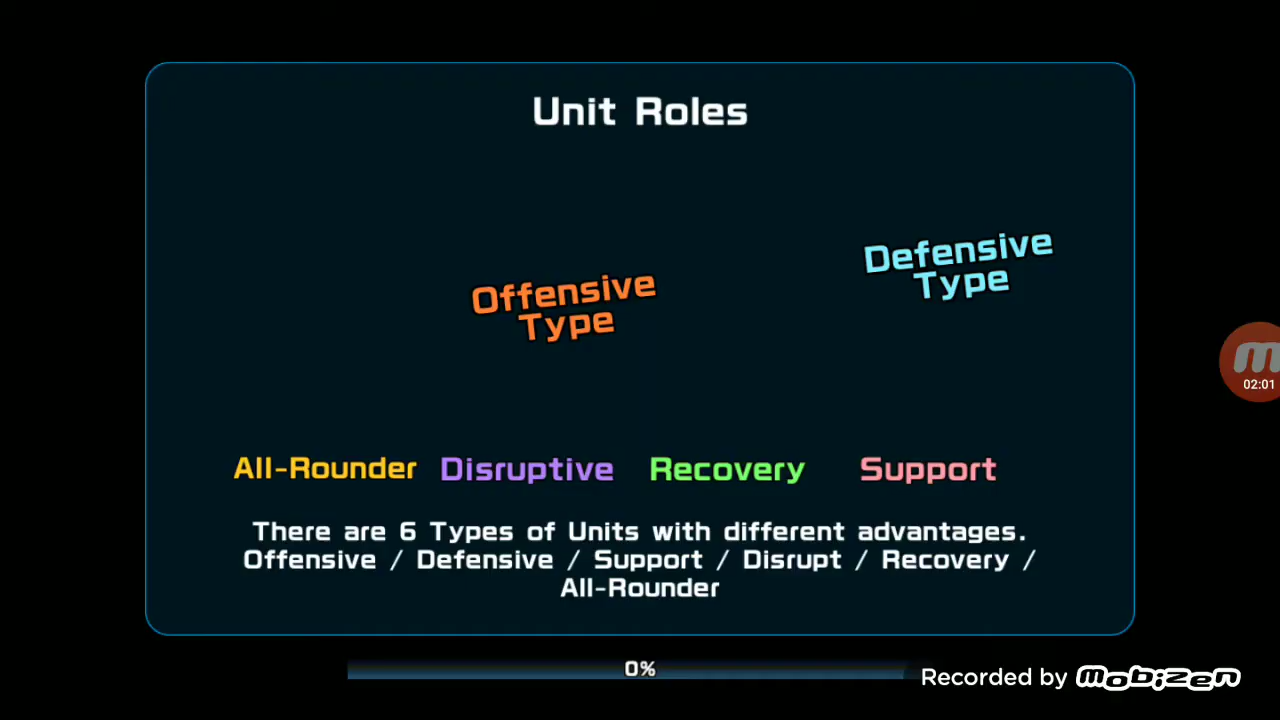 Unit Roles
Defensive
Type
Offensive
Type
All-Rounder Disruptive Recovery Support
There are 6 Types of Units with different advantages.
Offensive / Defensive / Support / Disrupt / Recovery /
All-Rounder
0%
Recorded by mobizen
m
02:01